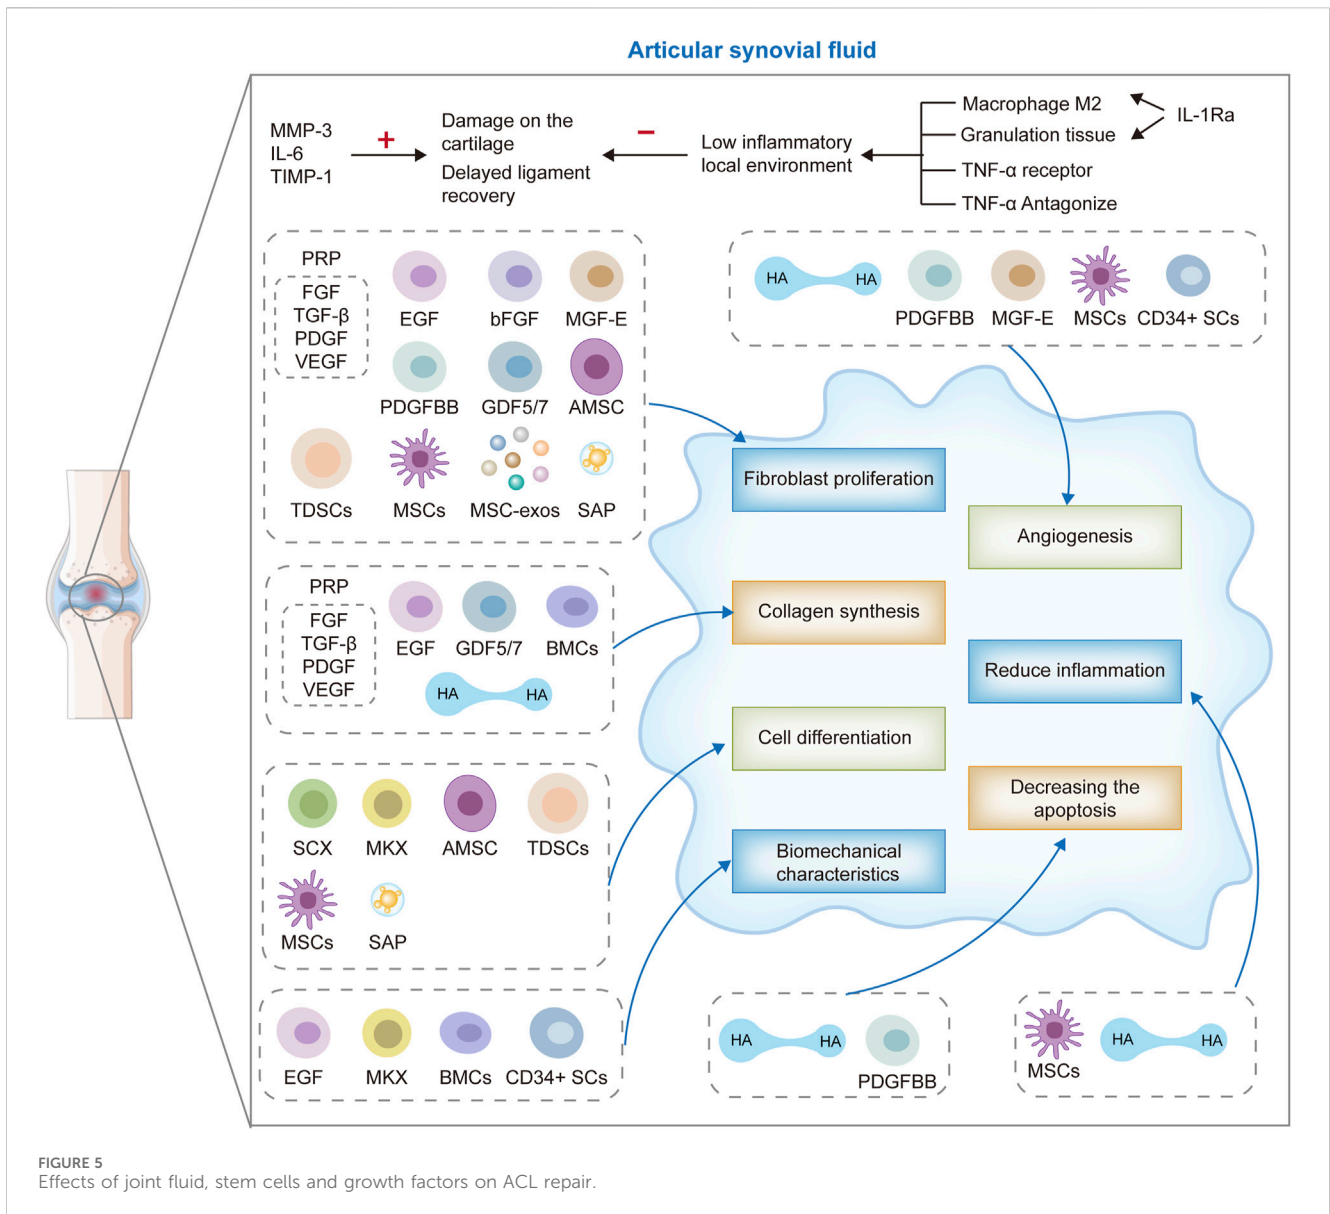 Articular synovial fluid
MMP-3
IL-6
TIMP-1
+
Damage on the
cartilage
Delayed ligament
recovery
−
Low inflammatory
local environment
Macrophage M2
Granulation tissue
TNF-α receptor
TNF-α Antagonize
IL-1Ra
PRP
FGF
TGF-β
PDGF
VEGF
EGF
bFGF
MGF-E
PDGFBB
GDF5/7
AMSC
TDSCs
MSCs
MSC-exos
SAP
HA
HA
PDGFBB
MGF-E
MSCs
CD34+ SCs
PRP
FGF
TGF-β
PDGF
VEGF
EGF
GDF5/7
BMCs
HA
HA
SCX
MKX
AMSC
TDSCs
MSCs
SAP
EGF
MKX
BMCs
CD34+ SCs
Fibroblast proliferation
Angiogenesis
Collagen synthesis
Reduce inflammation
Cell differentiation
Decreasing the
apoptosis
Biomechanical
characteristics
HA
HA
PDGFBB
MSCs
HA
HA
FIGURE 5
Effects of joint fluid, stem cells and growth factors on ACL repair.